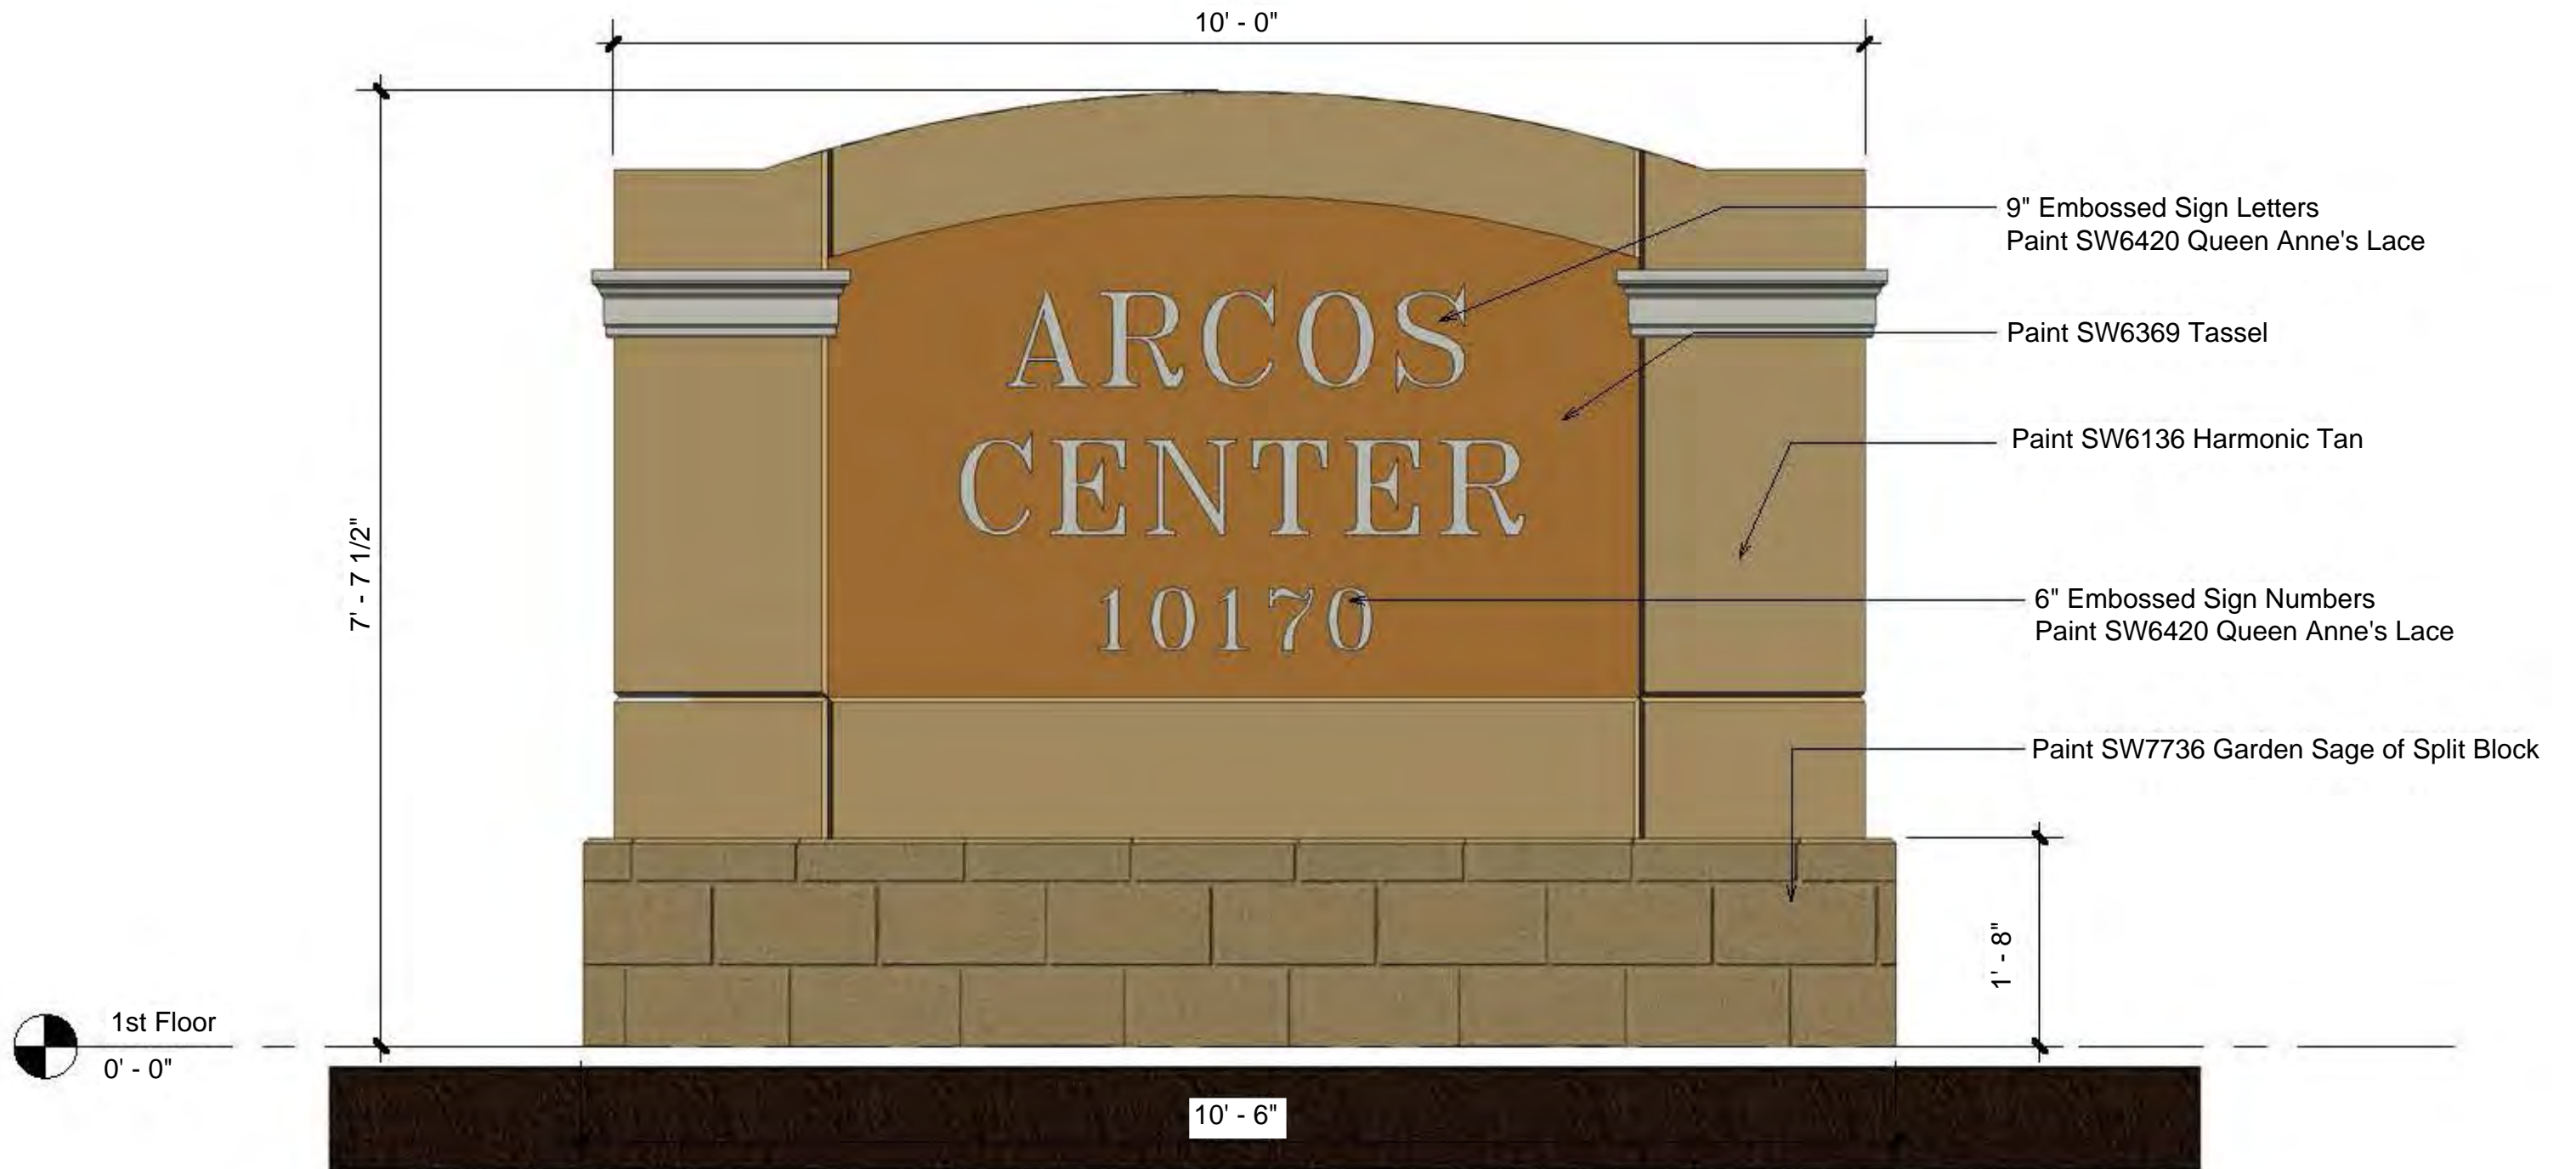 10' - 0"
9" Embossed Sign Letters
Paint SW6420 Queen Anne's Lace
Paint SW6369 Tassel
ARCOS
CENTER
10170
Paint SW6136 Harmonic Tan
7' - 7 1/2"
6" Embossed Sign Numbers
Paint SW6420 Queen Anne's Lace
Paint SW7736 Garden Sage of Split Block
1' - 8"
1st Floor
0' - 0"
10' - 6"